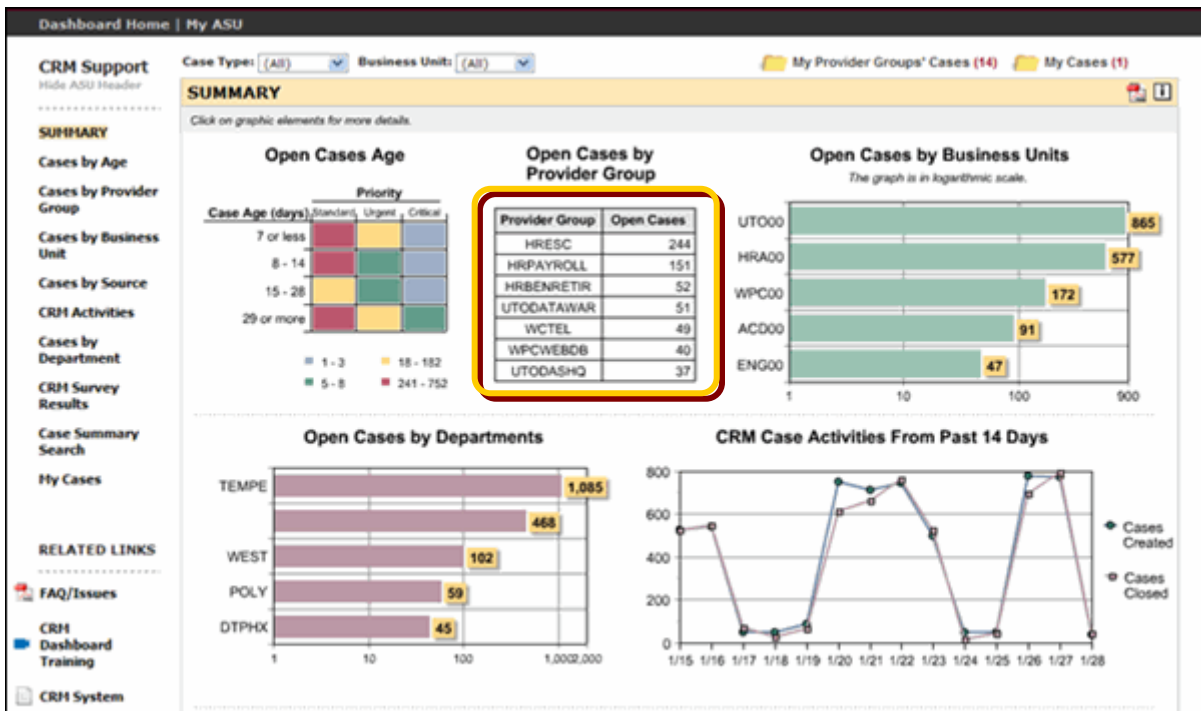 Dashboard Home | My ASU
CRM Support
Hide ASU Header
SUMMARY
Cases by Age
Cases by Provider
Group
Cases by Business
Unit
Cases by Source
CRM Activities
Cases by
Department
CRM Survey
Results
Case Summary
Search
My Cases
RELATED LINKS
FAQ/Issues
CRM
Dashboard
Training
CRM System
Case Type: (All) Business Unit: (All)
My Provider Groups' Cases (14) My Cases (1)
SUMMARY
Click on graphic elements for more details.
Open Cases Age
Priority
Case Age (days) Standard Urgent Critical
7 or less
8 - 14
15 - 28
29 or more
1 - 3 18 - 182
5 - 8 241 - 752
Open Cases by
Provider Group
Provider Group Open Cases
HRESC 244
HRPAYROLL 151
HRBENRETIR 52
UTODATAWAR 51
WCTEL 49
WPCWEBDB 40
UTODASHQ 37
Open Cases by Business Units
The graph is in logarithmic scale.
UTO00 865
HRA00 577
WPC00 172
ACD00 91
ENG00 47
1 10 100 900
Open Cases by Departments
TEMPE 1,085
468
WEST 102
POLY 59
DTPHX 45
1 10 100 1,000 2,000
CRM Case Activities From Past 14 Days
800
600
400
200
0
1/15 1/16 1/17 1/18 1/19 1/20 1/21 1/22 1/23 1/24 1/25 1/26 1/27 1/28
Cases
Created
Cases
Closed